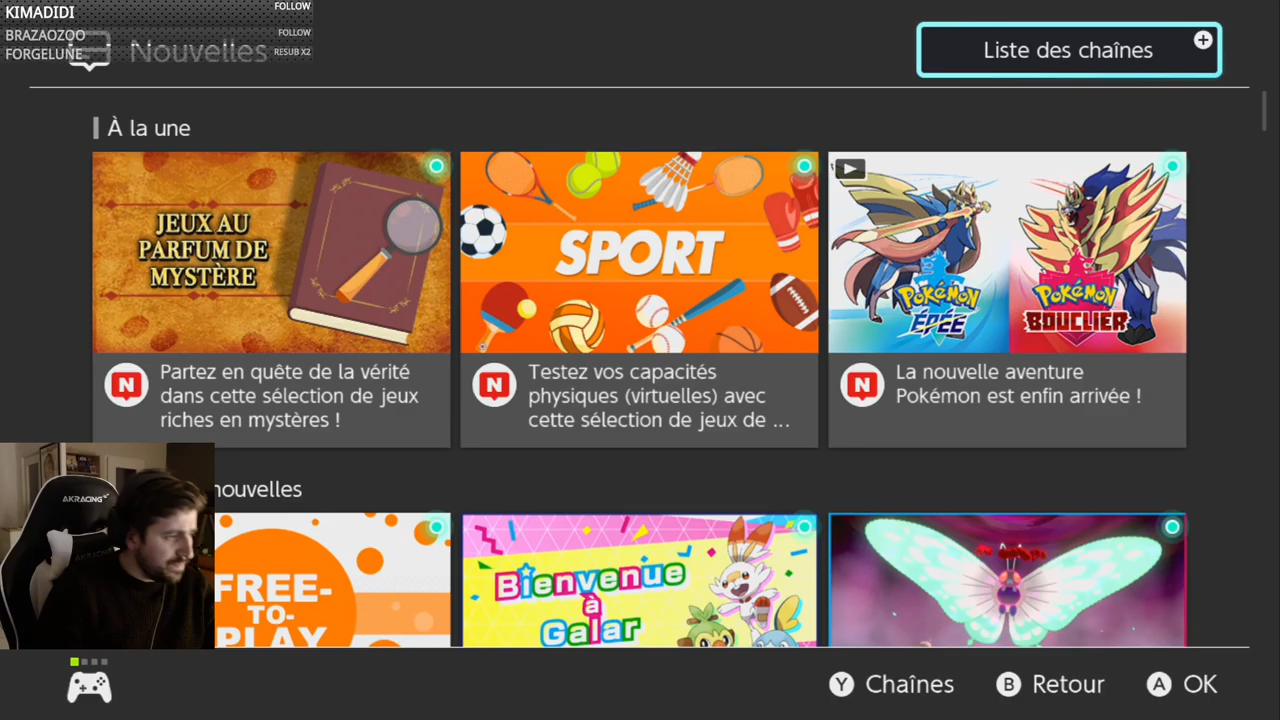 KIMADIDI FOLLOW
BRAZAOZOO FOLLOW
FORGELUNE RESUB X2
Nouvelles
Liste des chaînes
À la une
JEUX AU
PARFUM DE
MYSTÈRE
SPORT
POKÉMON
ÉPÉE
POKÉMON
BOUCLIER
N
Partez en quête de la vérité
dans cette sélection de jeux
riches en mystères !
N
Testez vos capacités
physiques (virtuelles) avec
cette sélection de jeux de ...
N
La nouvelle aventure
Pokémon est enfin arrivée !
nouvelles
AKRACING
FREE-
TO-
PLAY
Bienvenue
à
Galar
Y Chaînes
B Retour
A OK